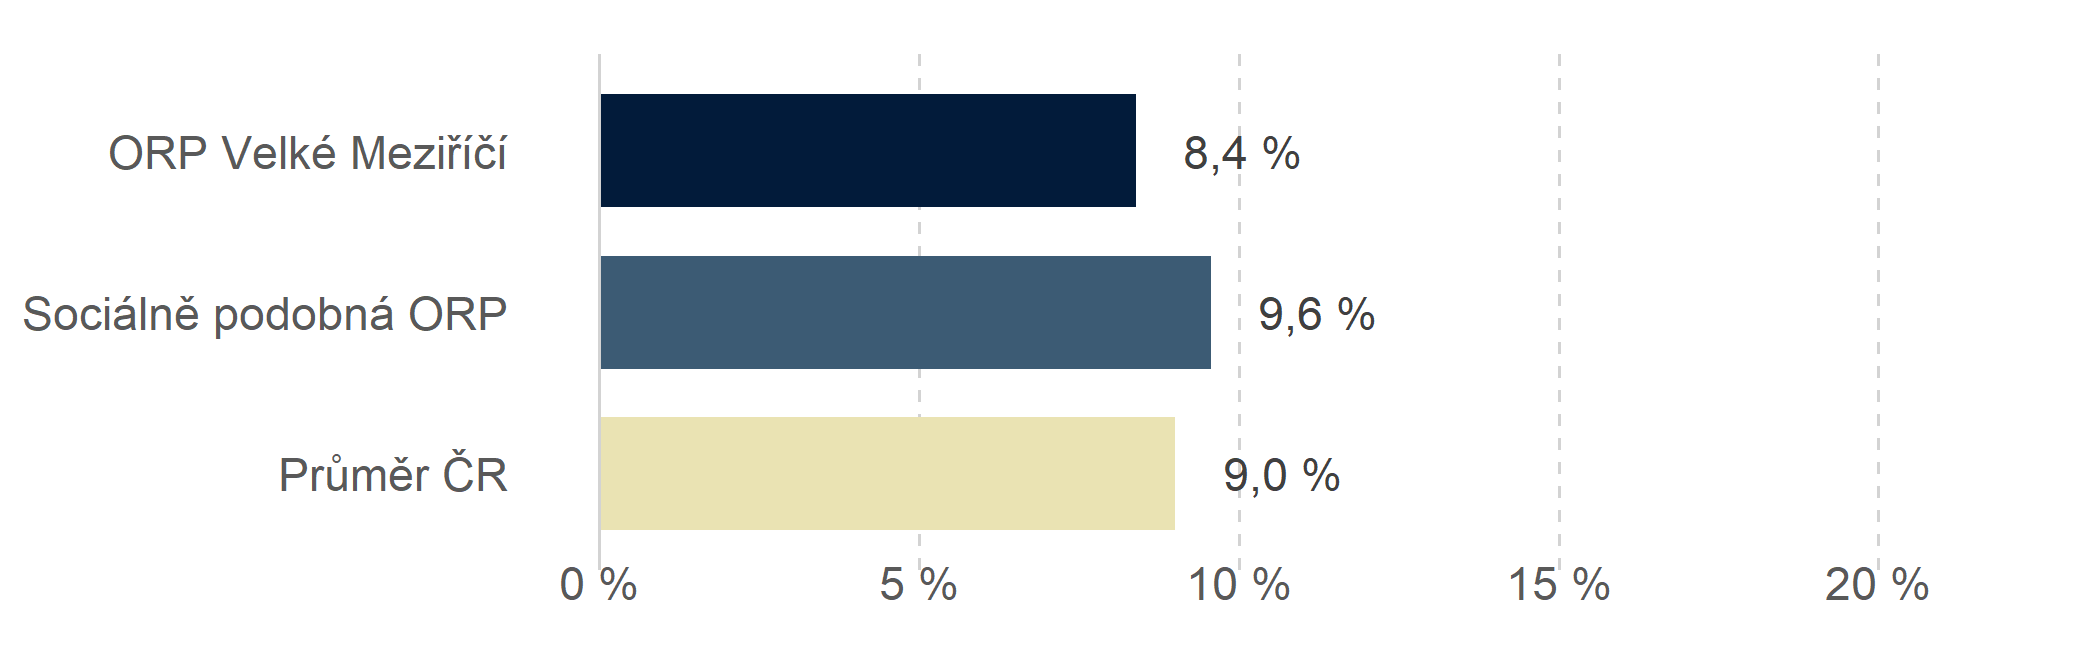 ORP Velké Meziříčí
8,4 %
Sociálně podobná ORP
9,6 %
Průměr ČR
9,0 %
0 %
5 %
10 %
15 %
20 %